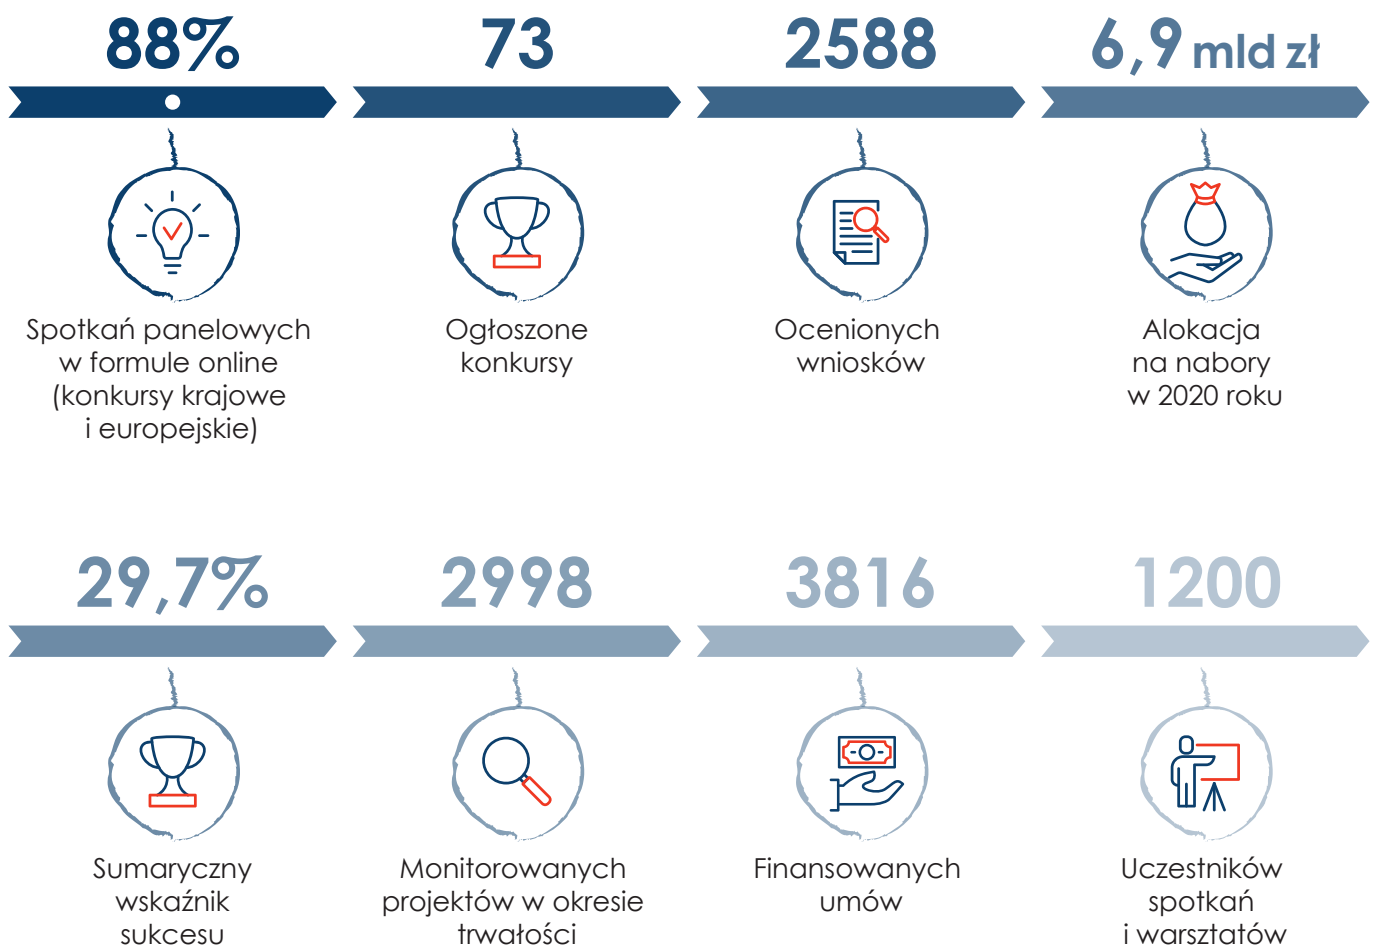 88%
73
2588
6,9 mld zł
Spotkań panelowych
w formule online
(konkursy krajowe
i europejskie)
Ogłoszone
konkursy
Ocenionych
wniosków
Alokacja
na nabory
w 2020 roku
29,7%
2998
3816
1200
Sumaryczny
wskaźnik
sukcesu
Monitorowanych
projektów w okresie
trwałości
Finansowanych
umów
Uczestników
spotkań
i warsztatów